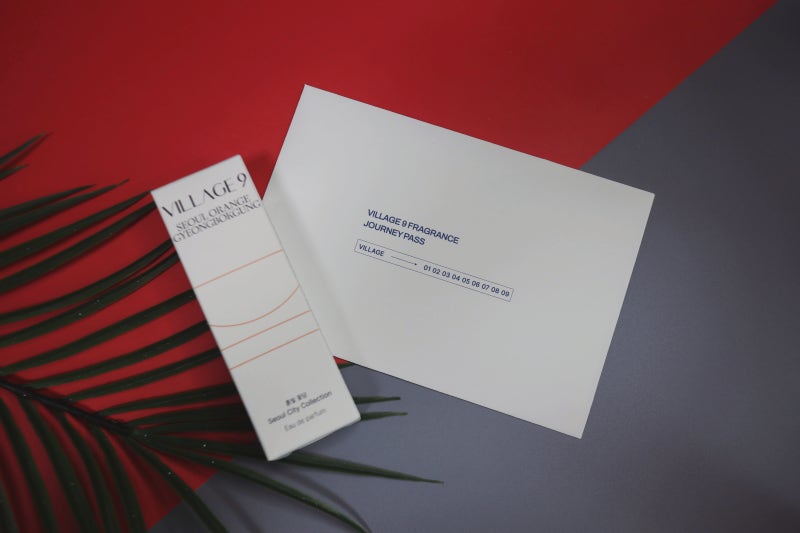 VILLAGE 9
SEOUL ORANGE
GYEONGBOKGUNG
Seoul City Collection
Eau de parfum
VILLAGE 9 FRAGRANCE
JOURNEY PASS
VILLAGE 01 02 03 04 05 06 07 08 09